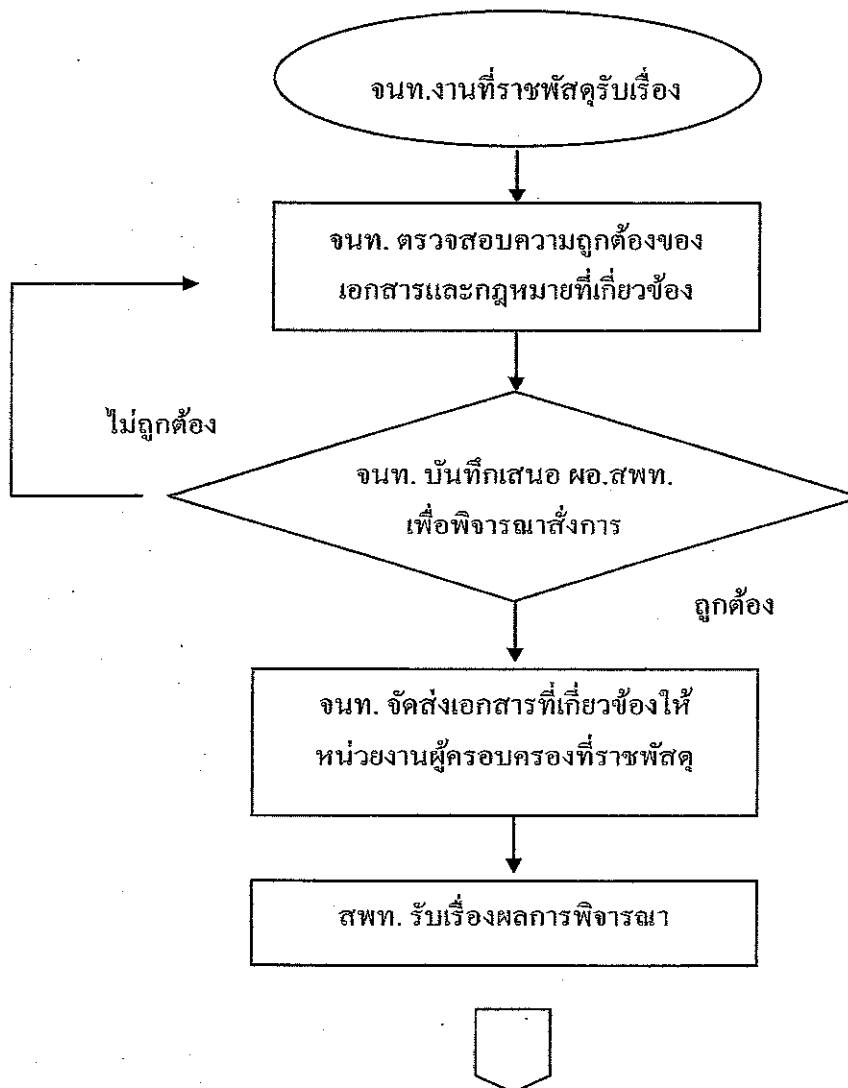 จนท.งานที่ราชพัสดุรับเรื่อง
จนท. ตรวจสอบความถูกต้องของ
เอกสารและกฎหมายที่เกี่ยวข้อง
ไม่ถูกต้อง
จนท. บันทึกเสนอ ผอ.สพท.
เพื่อพิจารณาสั่งการ
ถูกต้อง
จนท. จัดส่งเอกสารที่เกี่ยวข้องให้
หน่วยงานผู้ครอบครองที่ราชพัสดุ
สพท. รับเรื่องผลการพิจารณา